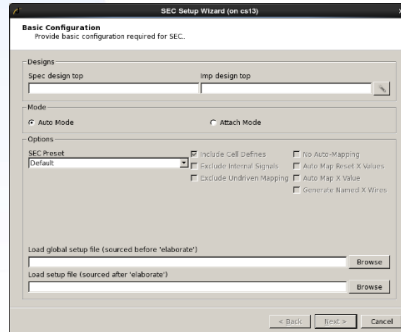 SEC Setup Wizard (on cs13)
Basic Configuration
Provide basic configuration required for SEC..
Designs
Spec design top
Imp design top
Mode
Auto Mode
Attach Mode
Options
SEC Preset
Default
Include Cell Defines
No Auto-Mapping
Exclude Internal Signals
Auto Map Reset X Values
Exclude Undriven Mapping
Auto Map X Value
Generate Named X Wires
Load global setup file (sourced before 'elaborate')
Browse
Load setup file (sourced after 'elaborate')
Browse
< Back
Next >
Cancel